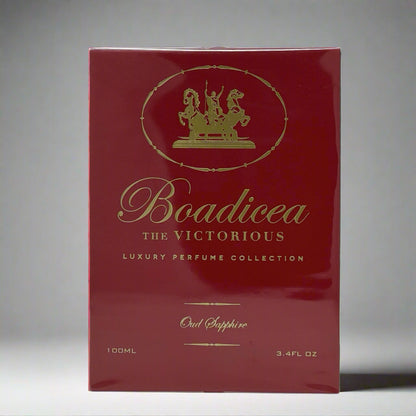 Boadicea
THE VICTORIOUS
LUXURY PERFUME COLLECTION
Oud Sapphire
100ML 3.4FL OZ